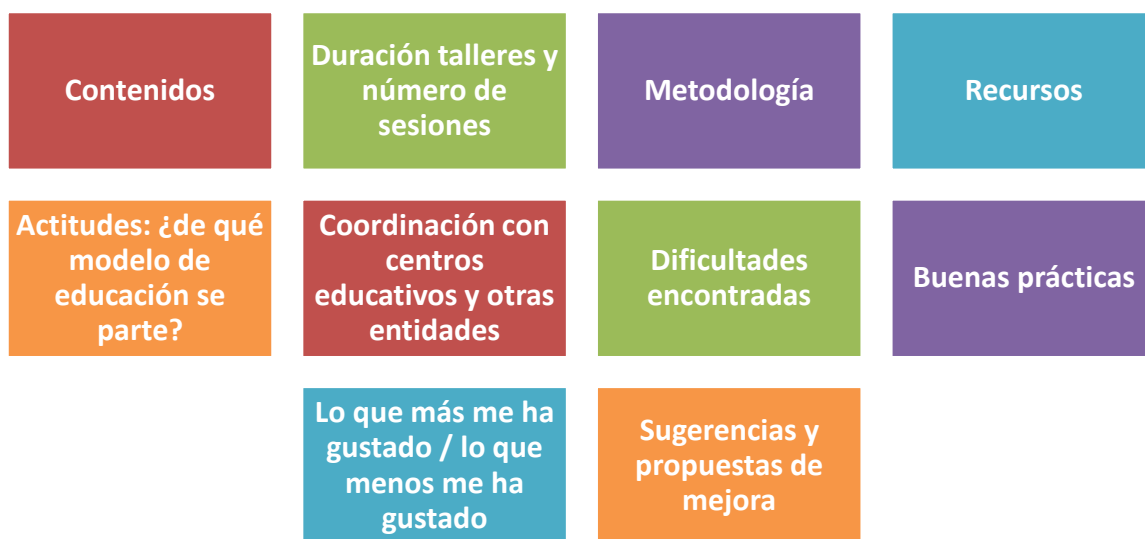 Contenidos
Duración talleres y
número de
sesiones
Metodología
Recursos
Actitudes: ¿de qué
modelo de
educación se
parte?
Coordinación con
centros
educativos y otras
entidades
Dificultades
encontradas
Buenas prácticas
Lo que más me ha
gustado / lo que
menos me ha
gustado
Sugerencias y
propuestas de
mejora